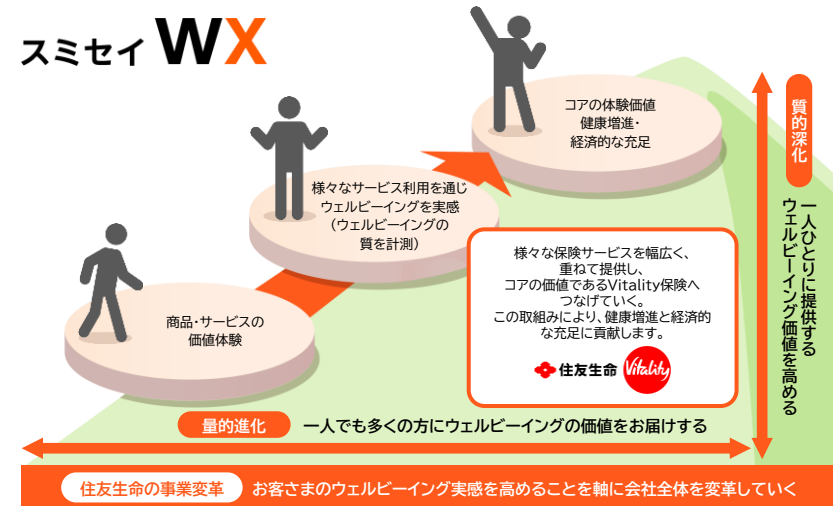 スミセイ WX
コアの体験価値
健康増進・
経済的な充足
様々なサービス利用を通じ
ウェルビーイングを実感
（ウェルビーイングの
質を計測）
商品・サービスの
価値体験
様々な保険サービスを幅広く、
重ねて提供し、
コアの価値であるVitality保険へ
つなげていく。
この取組みにより、健康増進と経済的
な充足に貢献します。
住友生命 Vitality
質的深化
一人ひとりに提供する
ウェルビーイング価値を高める
量的進化 一人でも多くの方にウェルビーイングの価値をお届けする
住友生命の事業変革 お客さまのウェルビーイング実感を高めることを軸に会社全体を変革していく